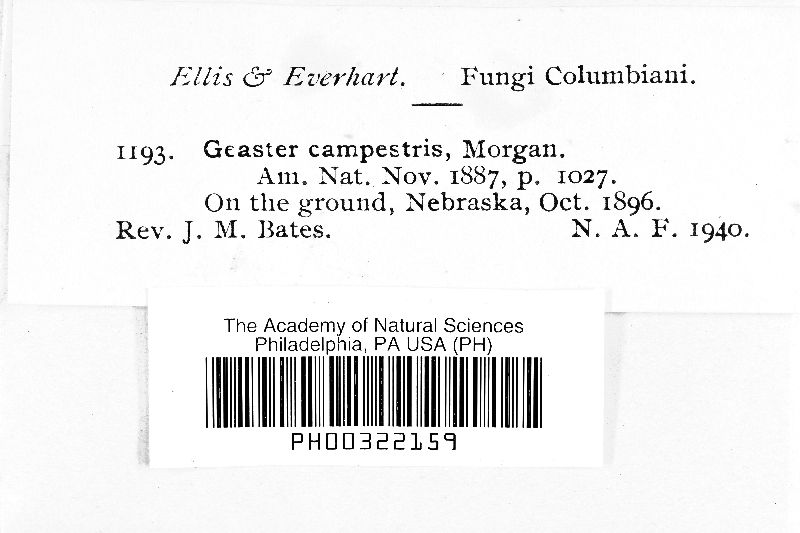 Ellis & Everhart. Fungi Columbiani.
1193. Geaster campestris, Morgan.
Am. Nat. Nov. 1887, p. 1027.
On the ground, Nebraska, Oct. 1896.
Rev. J. M. Bates. N. A. F. 1940.
The Academy of Natural Sciences
Philadelphia, PA USA (PH)
PH00322159